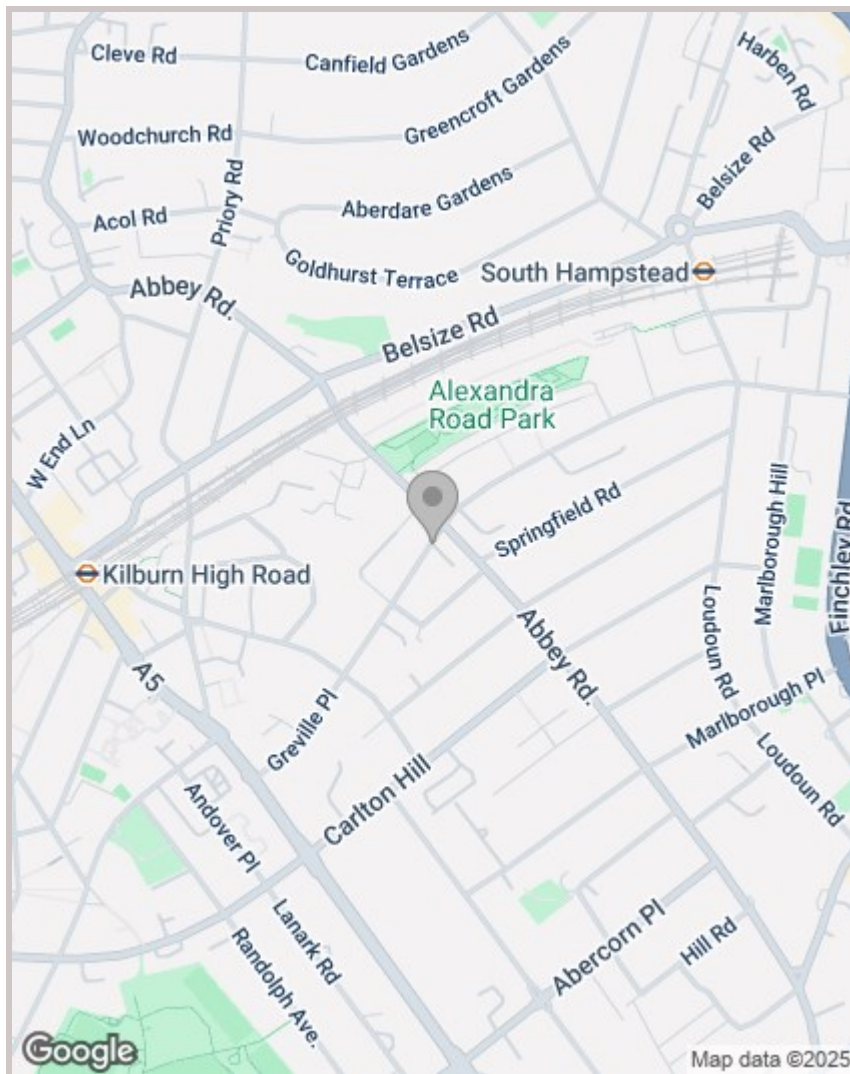 Cleve Rd
Canfield Gardens
Harben Rd
Greencroft Gardens
Woodchurch Rd
Belsize Rd
Priory Rd
Aberdare Gardens
Acol Rd
Goldhurst Terrace
South Hampstead
Abbey Rd.
Belsize Rd
Alexandra
Road Park
W End Ln
Marlborough Hill
Springfield Rd
Finchley Rd
Kilburn High Road
Loudoun Rd
Abbey Rd.
A5
Marlborough Pl
Greville Pl
Loudoun Rd
Carlton Hill
Andover Pl
Lanark Rd
Abercorn Pl
Hill Rd
Randolph Ave.
Google
Map data ©2025